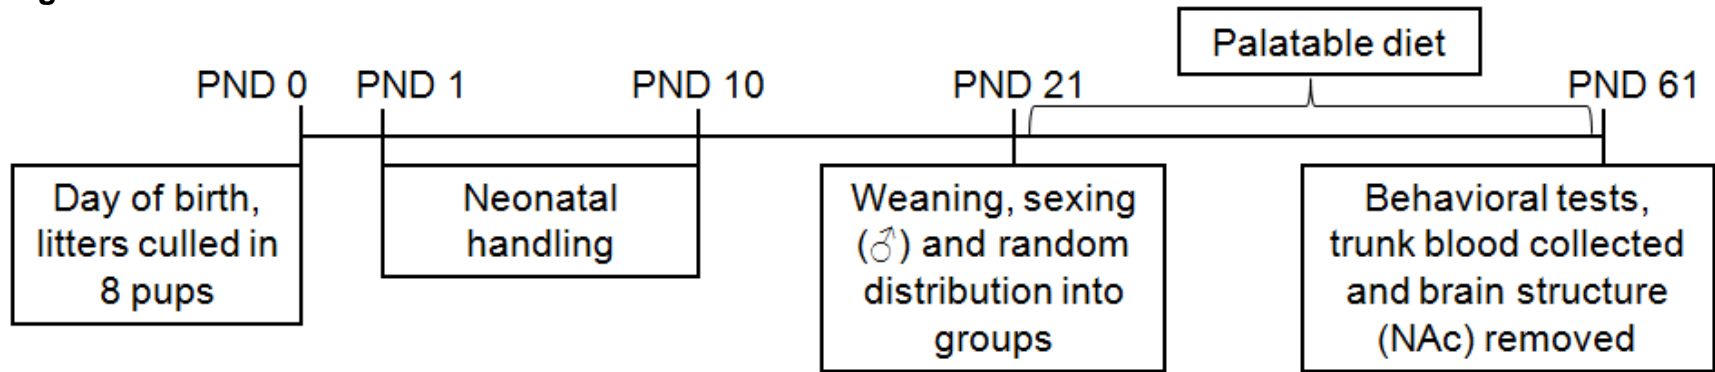 Palatable diet
PND 0
PND 1
PND 10
PND 21
PND 61
Day of birth,
litters culled in
8 pups
Neonatal
handling
Weaning, sexing
(♂) and random
distribution into
groups
Behavioral tests,
trunk blood collected
and brain structure
(NAc) removed